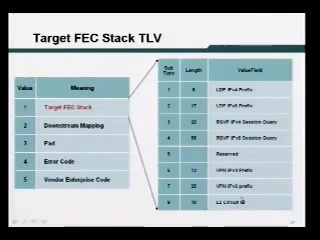 Target FEC Stack TLV
Value Meaning
1 Target FEC Stack
2 Downstream Mapping
3 Pad
4 Error Code
5 Vendor Enterprise Code
Sub Type Length ValueField
1 5 LDP IPv4 Prefix
2 17 LDP IPv6 Prefix
3 20 RSVP IPv4 Session Query
4 56 RSVP IPv6 Session Query
5 Reserved
6 13 VPN IPv4 Prefix
7 25 VPN IPv6 prefix
9 10 L2 Circuit ID